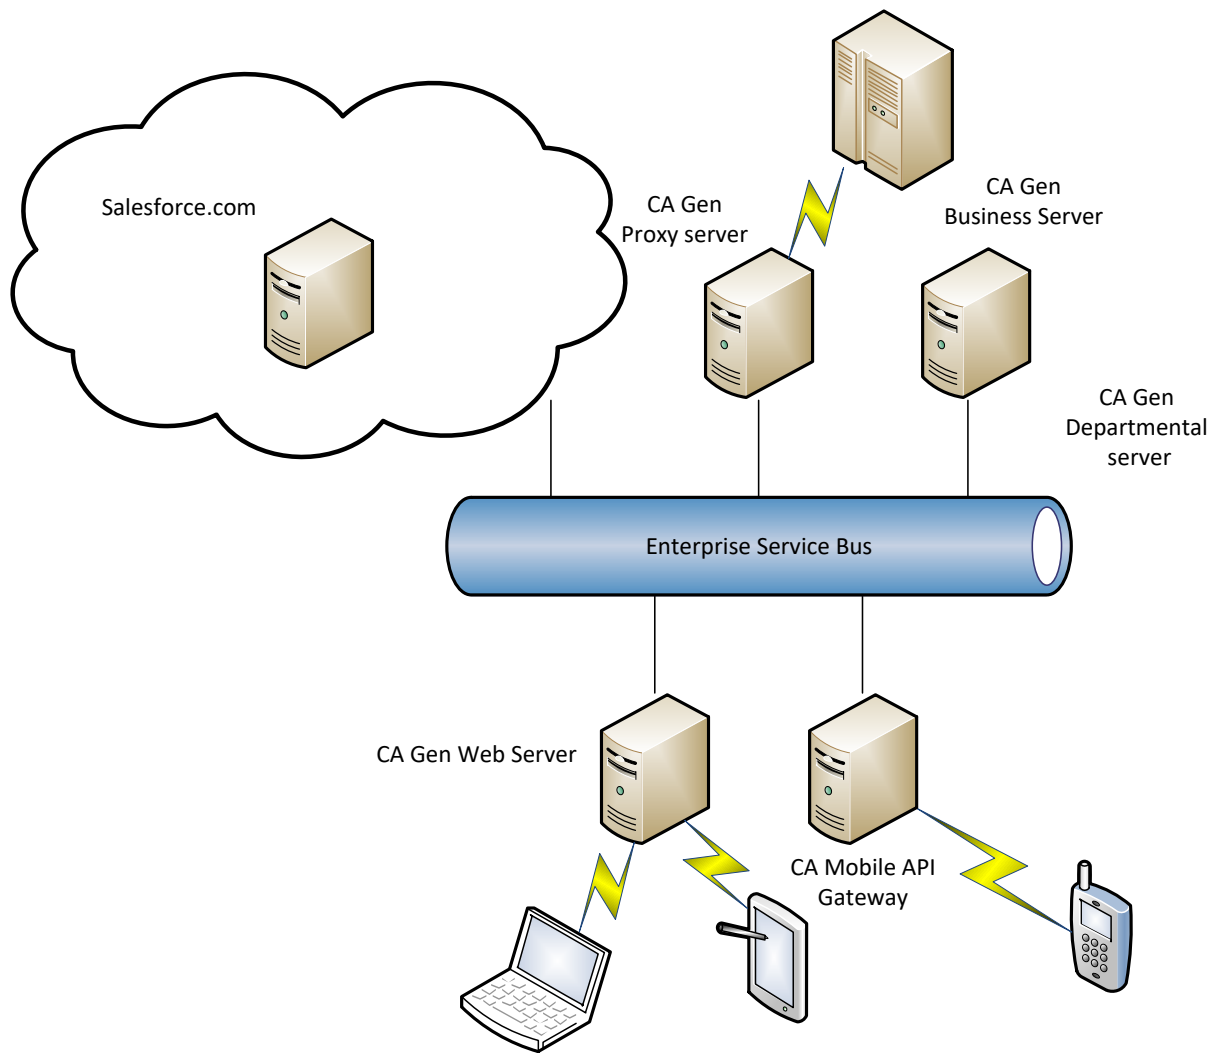 Salesforce.com
CA Gen
Proxy server
CA Gen
Business Server
CA Gen
Departmental
server
Enterprise Service Bus
CA Gen Web Server
CA Mobile API
Gateway